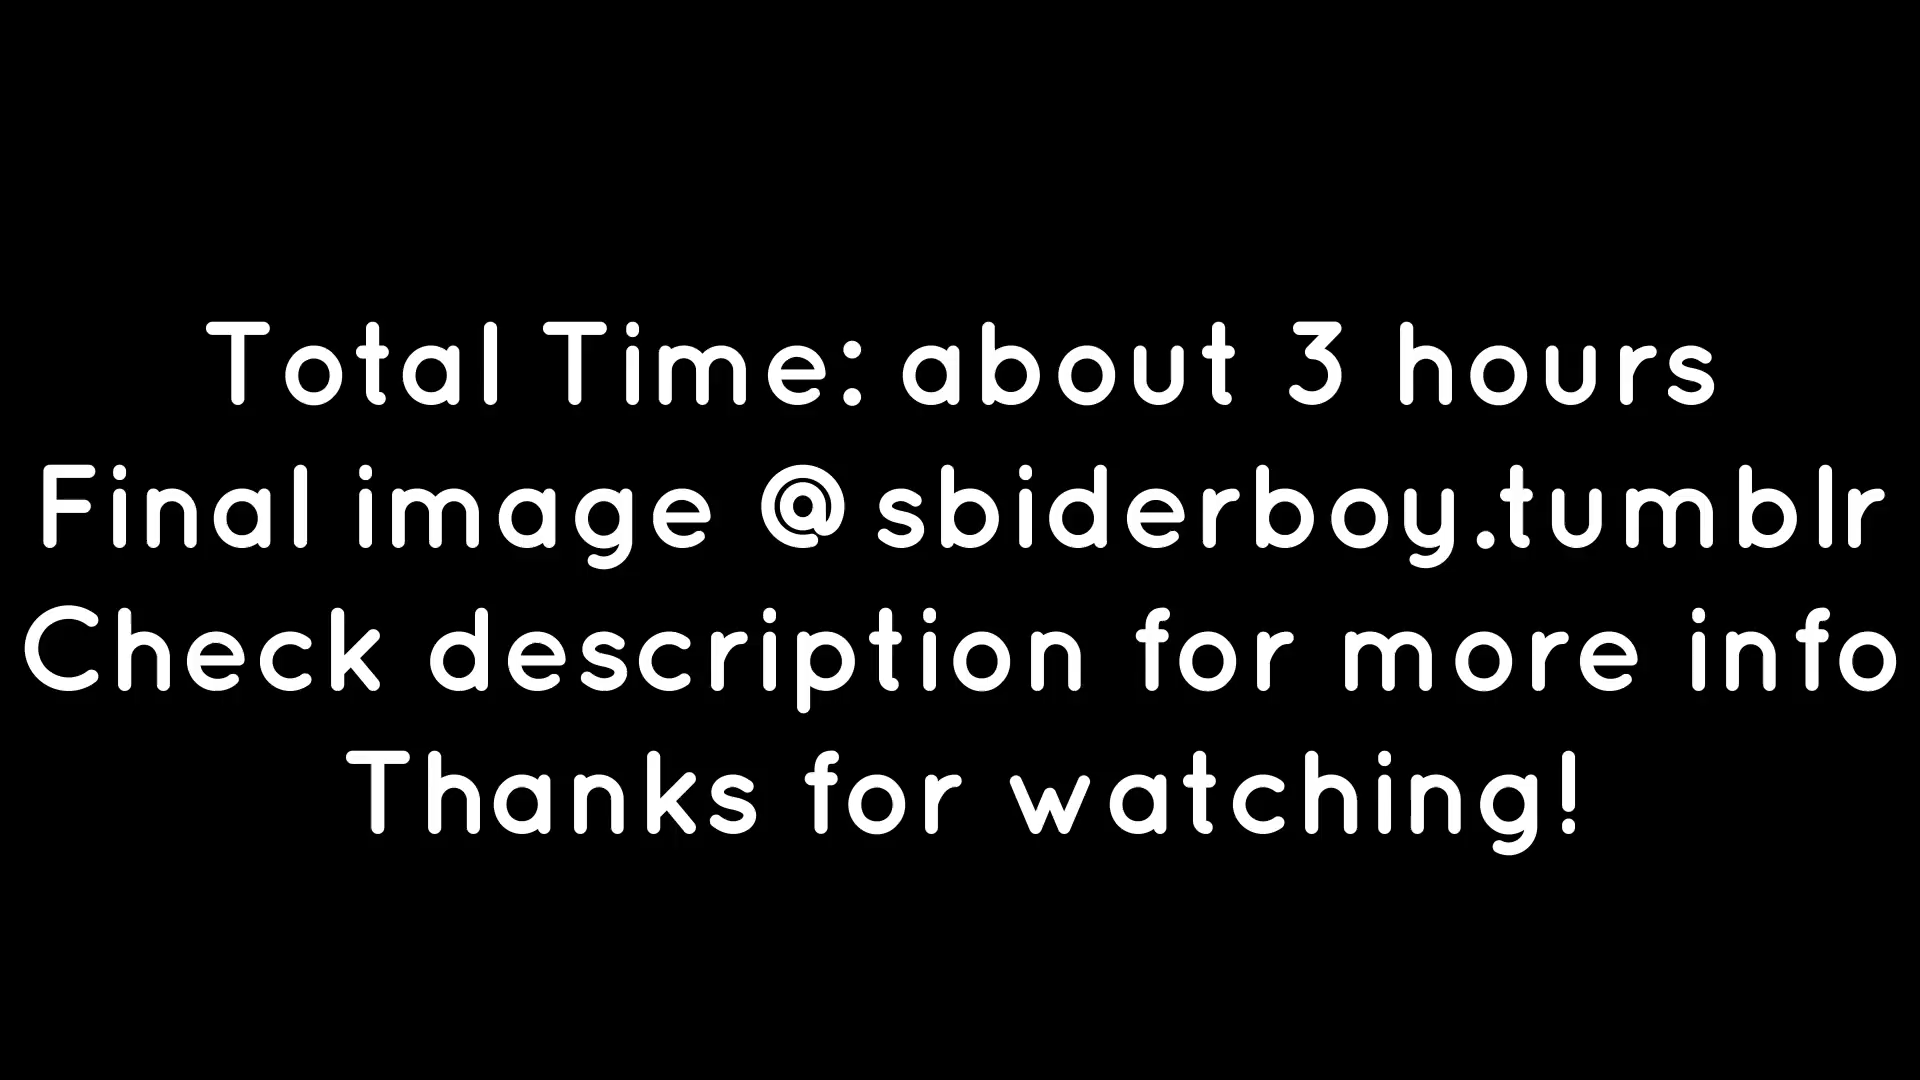 Total Time: about 3 hours
Final image @sbiderboy.tumblr
Check description for more info
Thanks for watching!